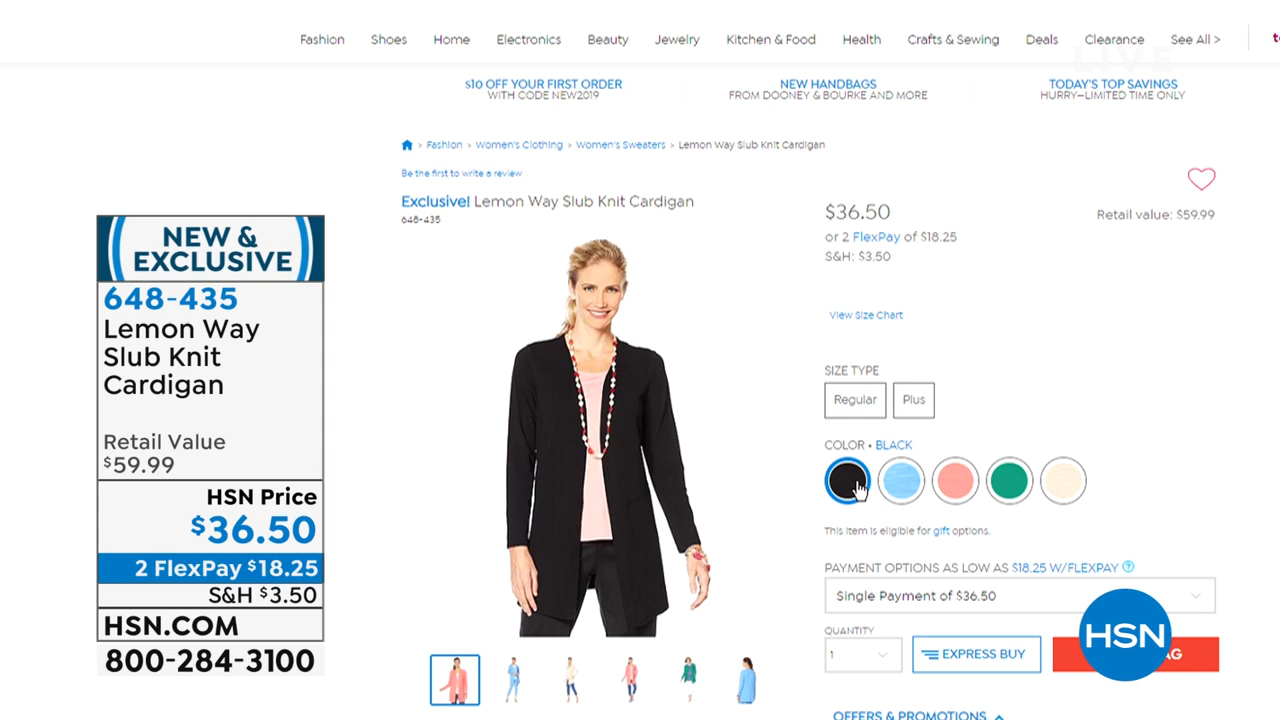 Fashion Shoes Home Electronics Beauty Jewelry Kitchen & Food Health Crafts & Sewing Deals Clearance See All >
LIVE
$10 OFF YOUR FIRST ORDER
WITH CODE NEW2019
NEW HANDBAGS
FROM DOONEY & BOURKE AND MORE
TODAY'S TOP SAVINGS
HURRY—LIMITED TIME ONLY
> Fashion > Women's Clothing > Women's Sweaters > Lemon Way Slub Knit Cardigan
Be the first to write a review
Exclusive! Lemon Way Slub Knit Cardigan
648-435
$36.50
Retail value: $59.99
or 2 FlexPay of $18.25
S&H: $3.50
View Size Chart
SIZE TYPE
Regular Plus
COLOR • BLACK
This item is eligible for gift options.
PAYMENT OPTIONS AS LOW AS $18.25 W/FLEXPAY ?
Single Payment of $36.50
QUANTITY
1
EXPRESS BUY
HSN
AG
OFFERS & PROMOTIONS
NEW &
EXCLUSIVE
648-435
Lemon Way
Slub Knit
Cardigan
Retail Value
$59.99
HSN Price
$36.50
2 FlexPay $18.25
S&H $3.50
HSN.COM
800-284-3100